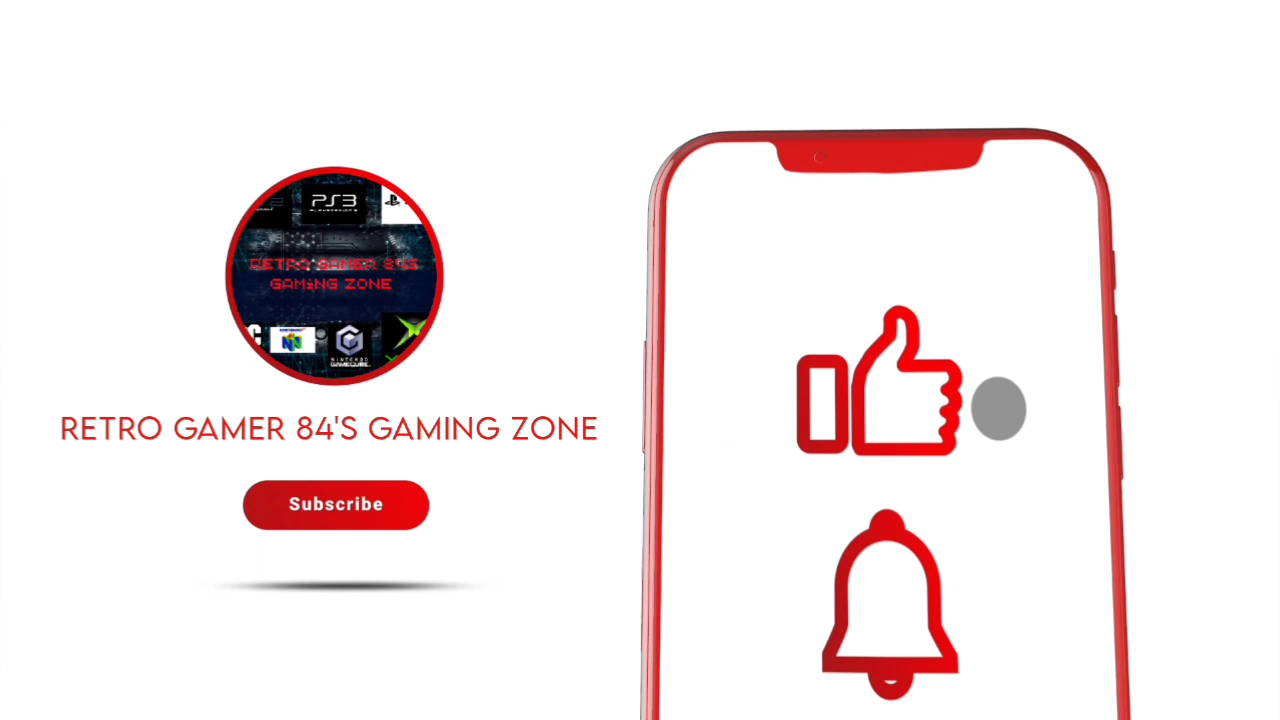 PS3
RETRO GAMER 84'S
GAMING ZONE
NINTENDO
GAMECUBE
RETRO GAMER 84'S GAMING ZONE
Subscribe